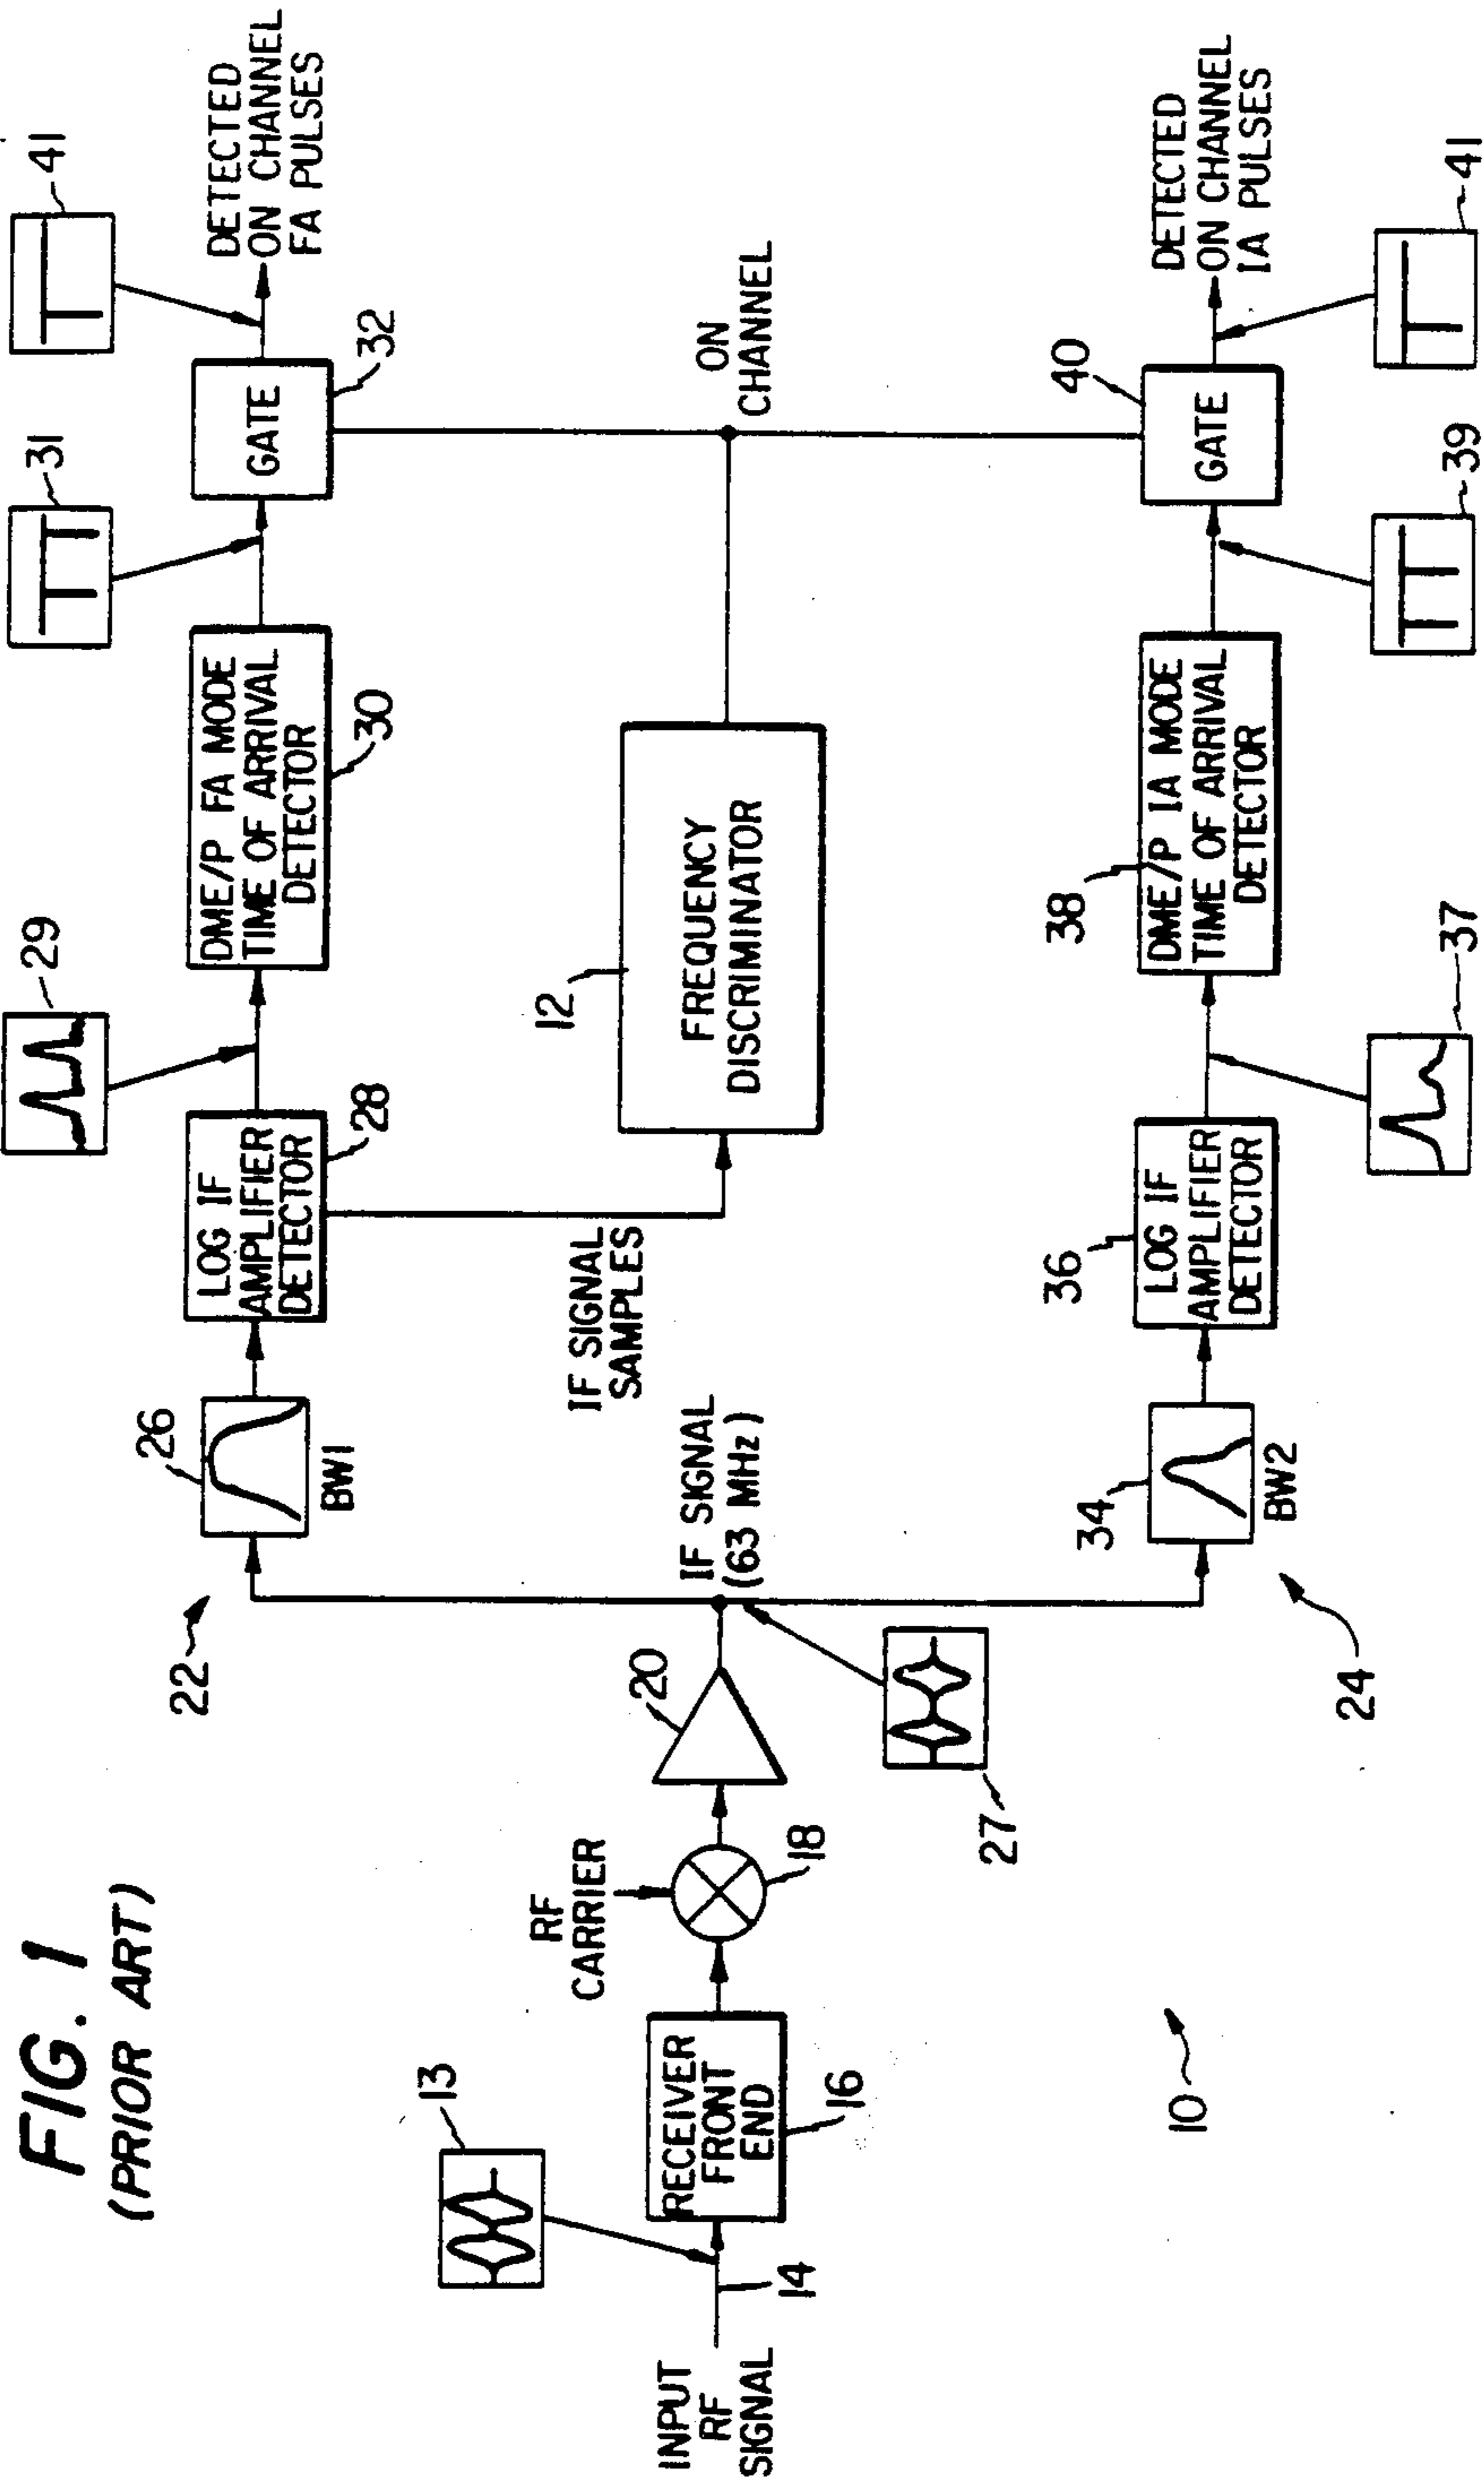 FIG. 1
(PRIOR ART)
INPUT
RF
SIGNAL
14
13
RECEIVER
FRONT
END
16
RF
CARRIER
18
20
27
IF SIGNAL
(63 MHz)
10
22
26
BW1
LOG IF
AMPLIFIER
DETECTOR
28
29
IF SIGNAL
SAMPLES
DME/P FA MODE
TIME OF ARRIVAL
DETECTOR
30
31
GATE
32
41
DETECTED
ON CHANNEL
FA PULSES
12
FREQUENCY
DISCRIMINATOR
ON
CHANNEL
24
34
BW2
36
LOG IF
AMPLIFIER
DETECTOR
37
38
DME/P IA MODE
TIME OF ARRIVAL
DETECTOR
39
40
GATE
41
DETECTED
ON CHANNEL
IA PULSES